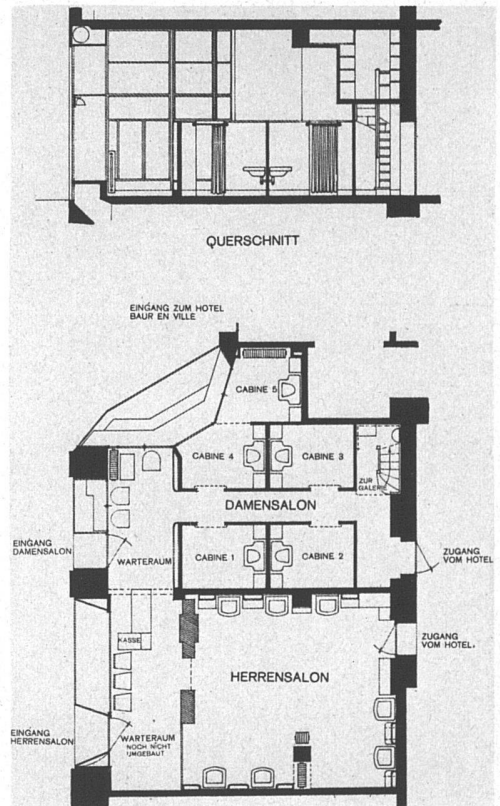 QUERSCHNITT
EINGANG ZUM HOTEL
BAUR EN VILLE
CABINE 5
CABINE 4
CABINE 3
ZUR
GALERIE
DAMENSALON
EINGANG
DAMENSALON
WARTERAUM
CABINE 1
CABINE 2
ZUGANG
VOM HOTEL
KASSE
ZUGANG
VOM HOTEL.
HERRENSALON
EINGANG
HERRENSALON
WARTERAUM
NOCH NICHT
UMGEBAUT